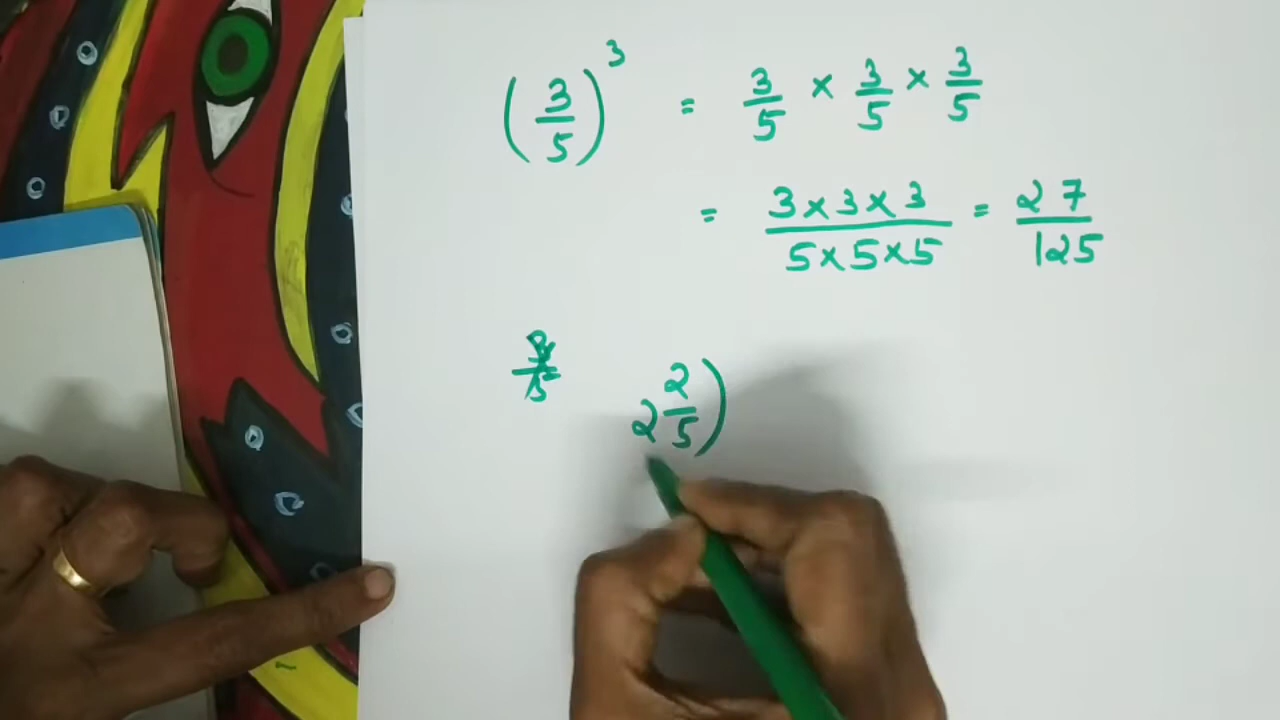 (3/5)³ = 3/5 × 3/5 × 3/5
= 3×3×3/5×5×5 = 27/125
2 2/5)